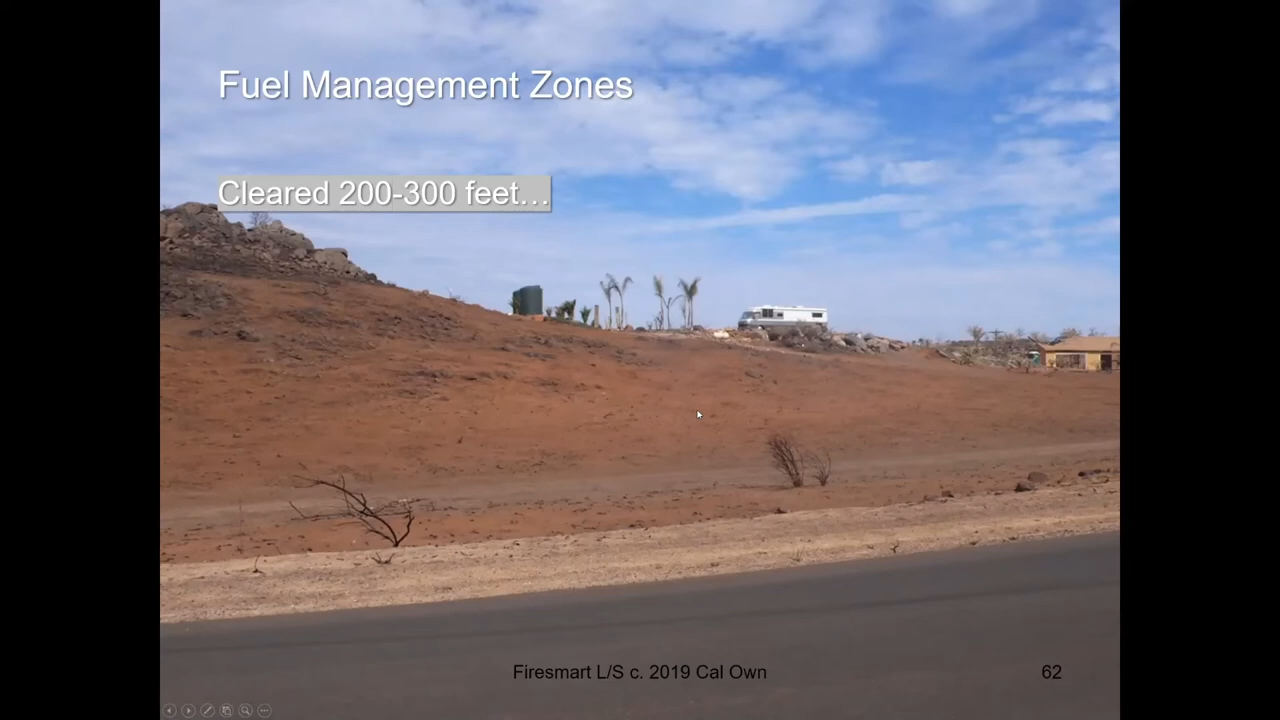 Fuel Management Zones
Cleared 200-300 feet…
Firesmart L/S c. 2019 Cal Own
62